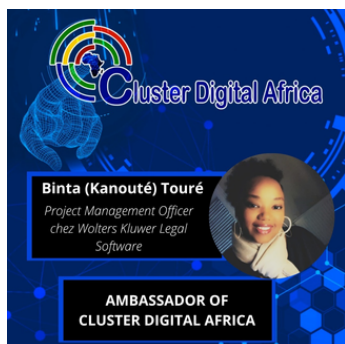 Cluster Digital Africa
Binta (Kanouté) Touré
Project Management Officer
chez Wolters Kluwer Legal
Software
AMBASSADOR OF
CLUSTER DIGITAL AFRICA